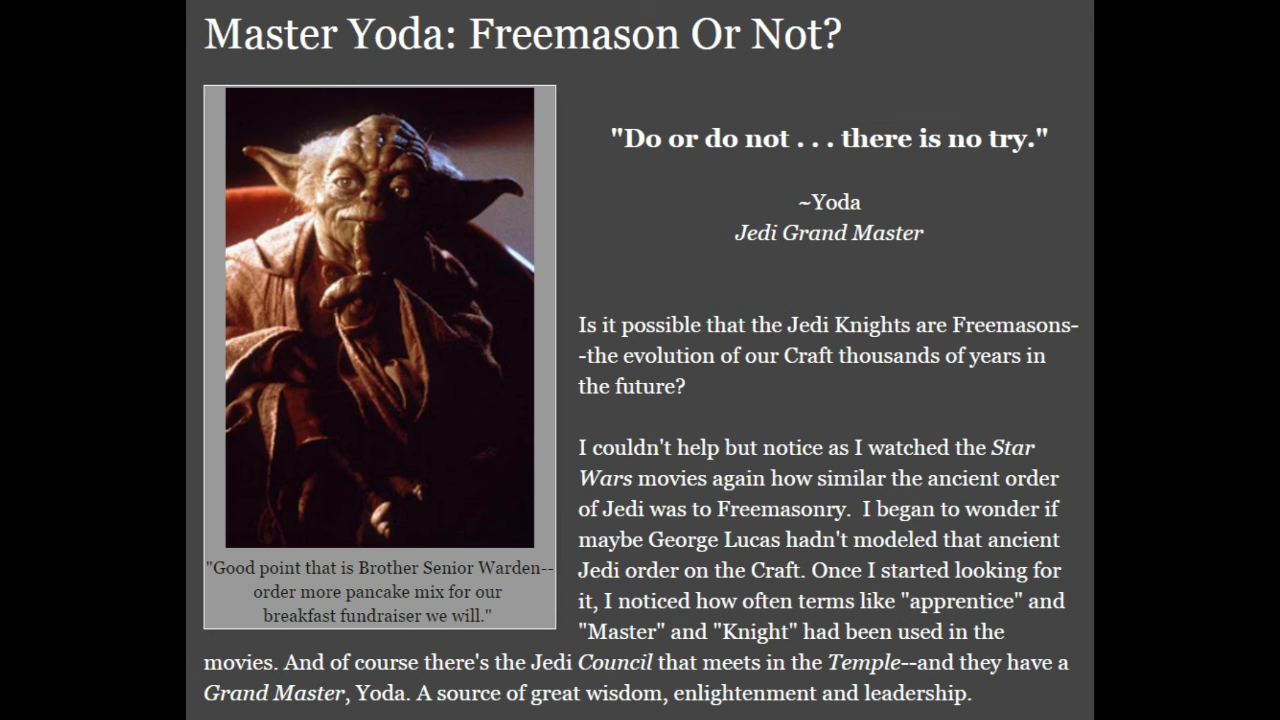 Master Yoda: Freemason Or Not?
"Do or do not . . . there is no try."
~Yoda
Jedi Grand Master
Is it possible that the Jedi Knights are Freemasons-
-the evolution of our Craft thousands of years in
the future?
I couldn't help but notice as I watched the Star
Wars movies again how similar the ancient order
of Jedi was to Freemasonry.  I began to wonder if
maybe George Lucas hadn't modeled that ancient
Jedi order on the Craft. Once I started looking for
it, I noticed how often terms like "apprentice" and
"Master" and "Knight" had been used in the
movies. And of course there's the Jedi Council that meets in the Temple--and they have a
Grand Master, Yoda. A source of great wisdom, enlightenment and leadership.
"Good point that is Brother Senior Warden--
order more pancake mix for our
breakfast fundraiser we will."